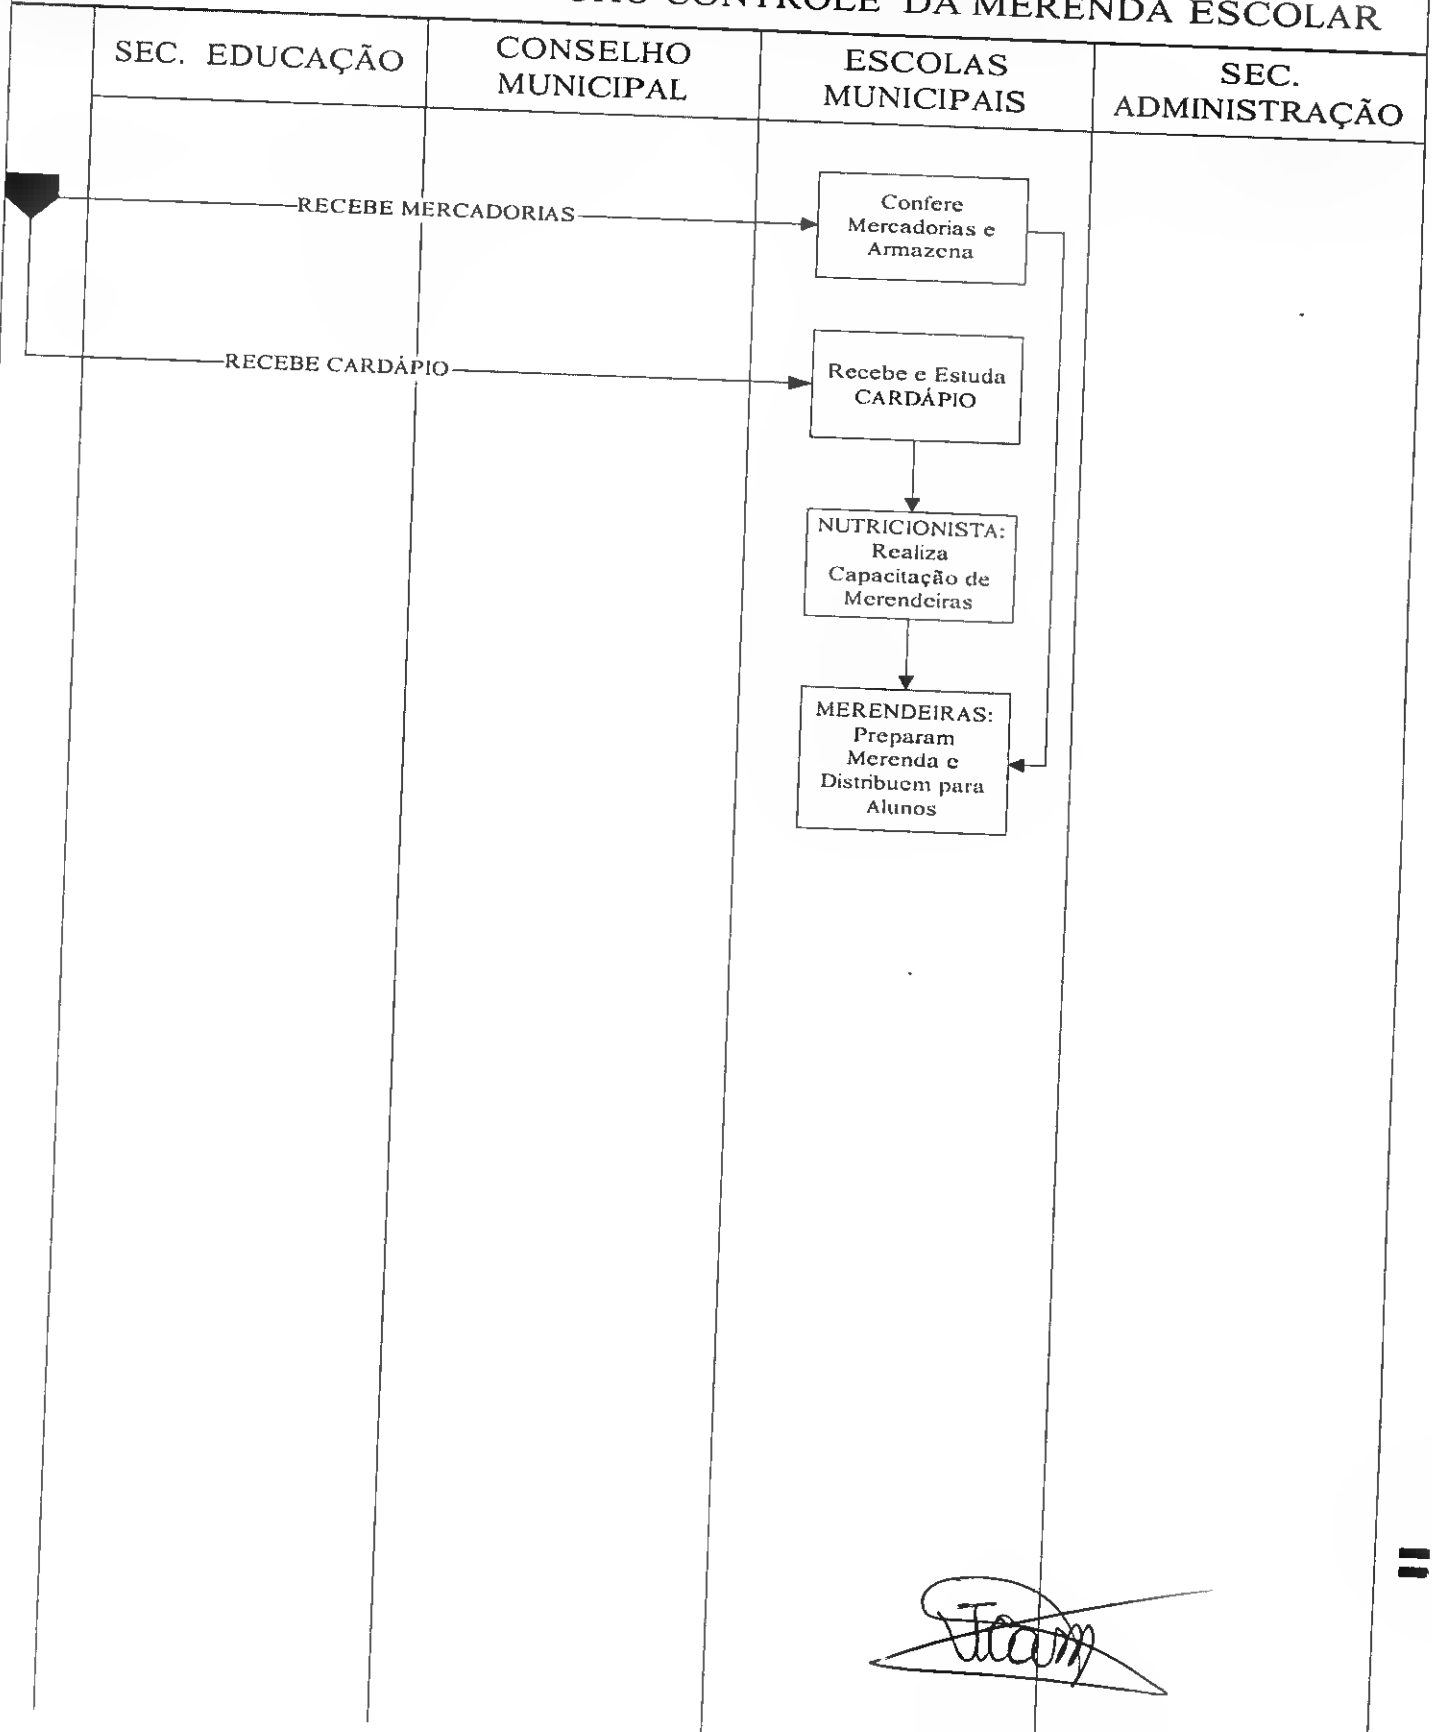 CONTROLE DA MERENDA ESCOLAR
SEC. EDUCAÇÃO
CONSELHO
MUNICIPAL
ESCOLAS
MUNICIPAIS
SEC.
ADMINISTRAÇÃO
RECEBE MERCADORIAS
Confere
Mercadorias e
Armazena
RECEBE CARDÁPIO
Recebe e Estuda
CARDÁPIO
NUTRICIONISTA:
Realiza
Capacitação de
Merendeiras
MERENDEIRAS:
Preparam
Merenda e
Distribuem para
Alunos